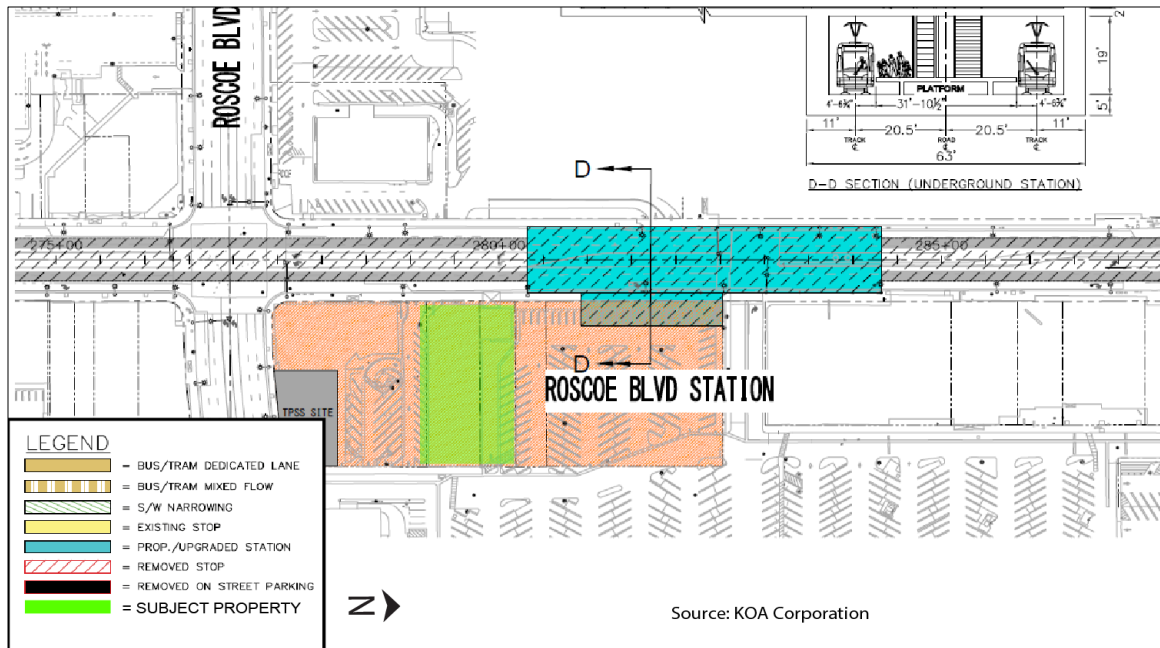 ROSCOE BLVD
2'
19'
5'
PLATFORM
4'-6¾"
31'-10½"
4'-6¾"
11'
20.5'
20.5'
11'
TRACK
ROAD
TRACK
63'
D-D SECTION (UNDERGROUND STATION)
D
275+00
280+00
285+00
D
ROSCOE BLVD STATION
TPSS SITE
LEGEND
= BUS/TRAM DEDICATED LANE
= BUS/TRAM MIXED FLOW
= S/W NARROWING
= EXISTING STOP
= PROP./UPGRADED STATION
= REMOVED STOP
= REMOVED ON STREET PARKING
= SUBJECT PROPERTY
N
Source: KOA Corporation